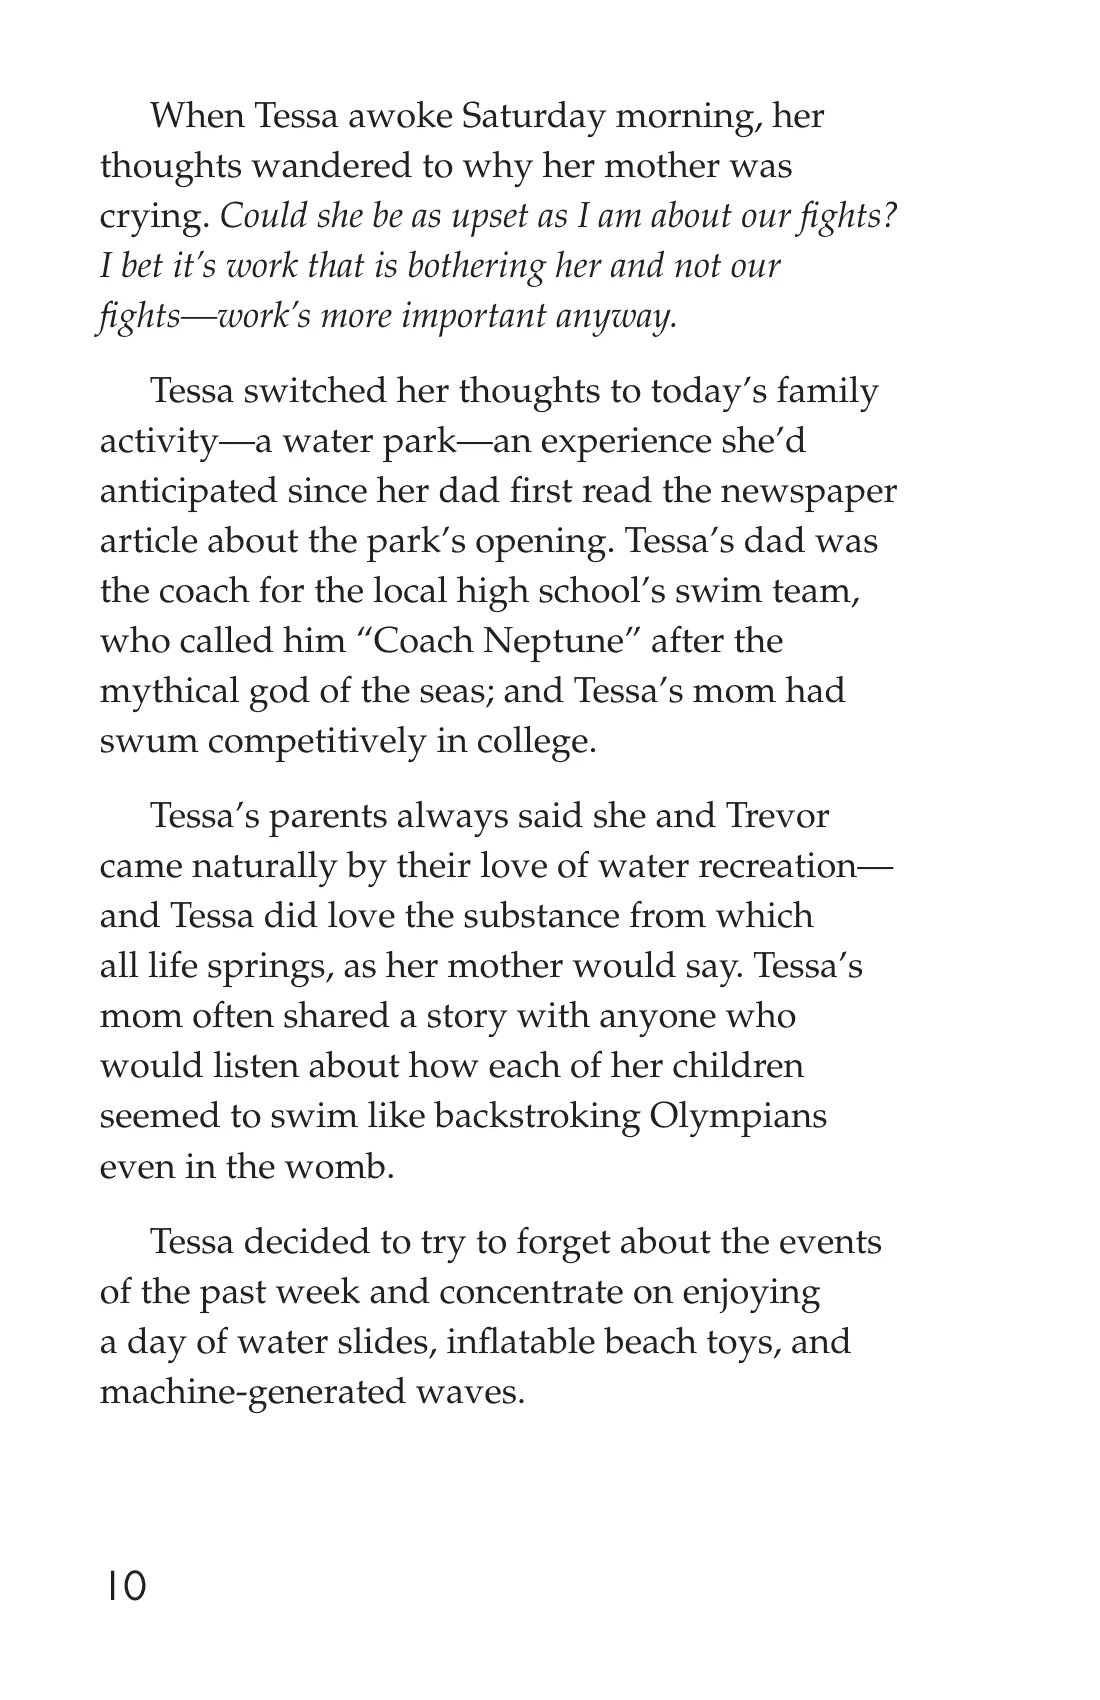 When Tessa awoke Saturday morning, her
thoughts wandered to why her mother was
crying. Could she be as upset as I am about our fights?
I bet it’s work that is bothering her and not our
fights—work’s more important anyway.
Tessa switched her thoughts to today’s family
activity—a water park—an experience she’d
anticipated since her dad first read the newspaper
article about the park’s opening. Tessa’s dad was
the coach for the local high school’s swim team,
who called him “Coach Neptune” after the
mythical god of the seas; and Tessa’s mom had
swum competitively in college.
Tessa’s parents always said she and Trevor
came naturally by their love of water recreation—
and Tessa did love the substance from which
all life springs, as her mother would say. Tessa’s
mom often shared a story with anyone who
would listen about how each of her children
seemed to swim like backstroking Olympians
even in the womb.
Tessa decided to try to forget about the events
of the past week and concentrate on enjoying
a day of water slides, inflatable beach toys, and
machine-generated waves.
10